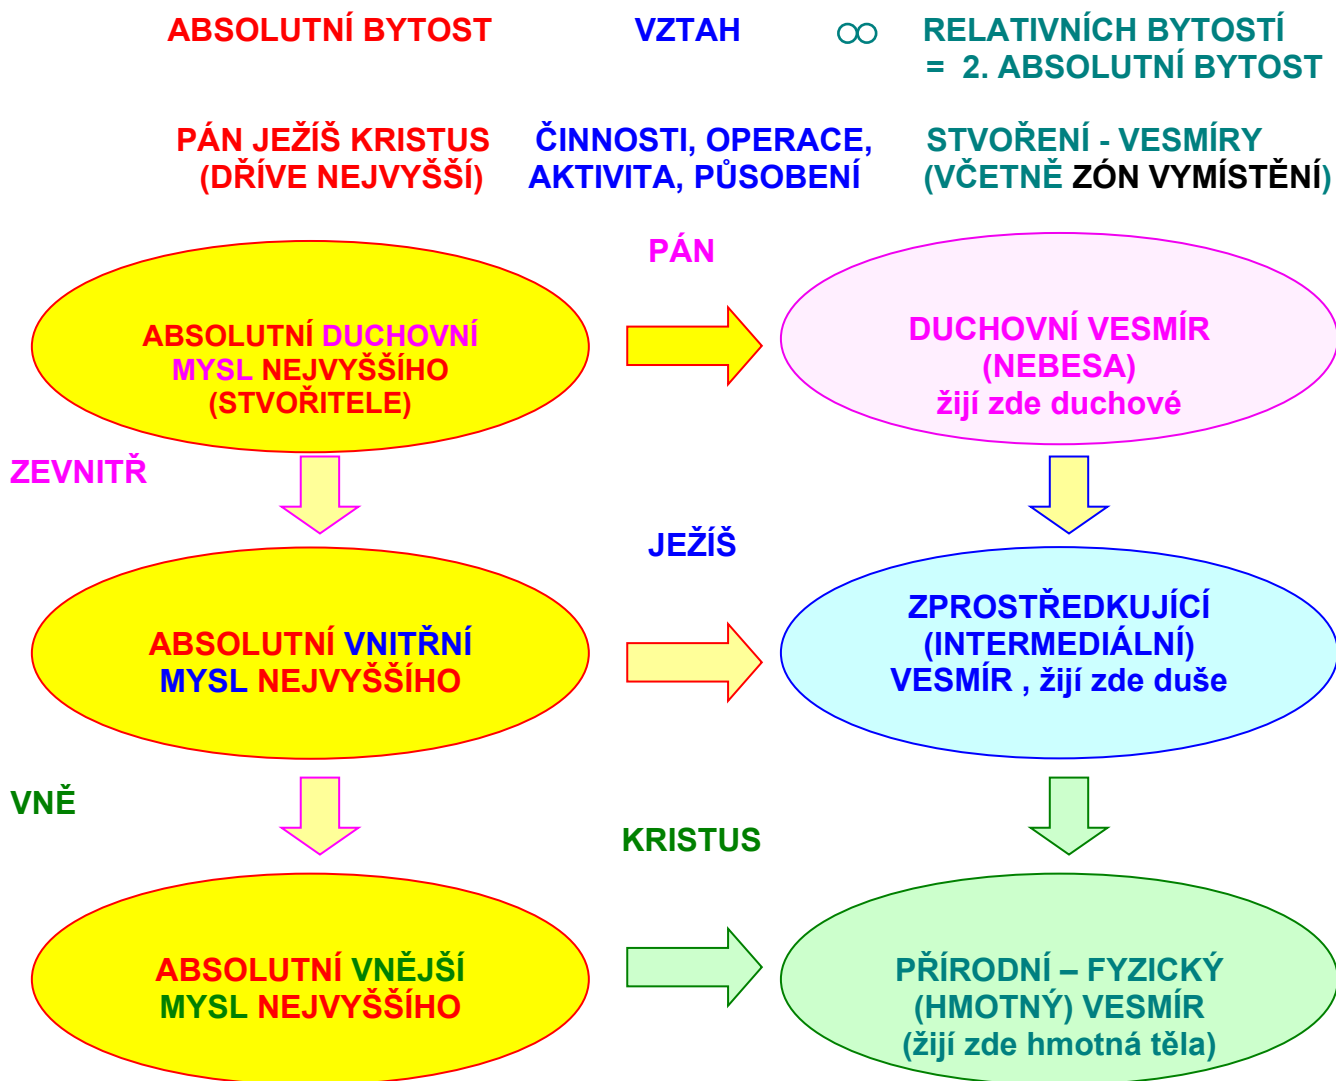 ABSOLUTNÍ BYTOST VZTAH ∞ RELATIVNÍCH BYTOSTÍ
= 2. ABSOLUTNÍ BYTOST
PÁN JEŽÍŠ KRISTUS ČINNOSTI, OPERACE, STVOŘENÍ - VESMÍRY
(DŘÍVE NEJVYŠŠÍ) AKTIVITA, PŮSOBENÍ (VČETNĚ ZÓN VYMÍSTĚNÍ)
PÁN
ABSOLUTNÍ DUCHOVNÍ
MYSL NEJVYŠŠÍHO
(STVOŘITELE)
DUCHOVNÍ VESMÍR
(NEBESA)
žijí zde duchové
ZEVNITŘ
JEŽÍŠ
ABSOLUTNÍ VNITŘNÍ
MYSL NEJVYŠŠÍHO
ZPROSTŘEDKUJÍCÍ
(INTERMEDIÁLNÍ)
VESMÍR , žijí zde duše
VNĚ
KRISTUS
ABSOLUTNÍ VNĚJŠÍ
MYSL NEJVYŠŠÍHO
PŘÍRODNÍ – FYZICKÝ
(HMOTNÝ) VESMÍR
(žijí zde hmotná těla)